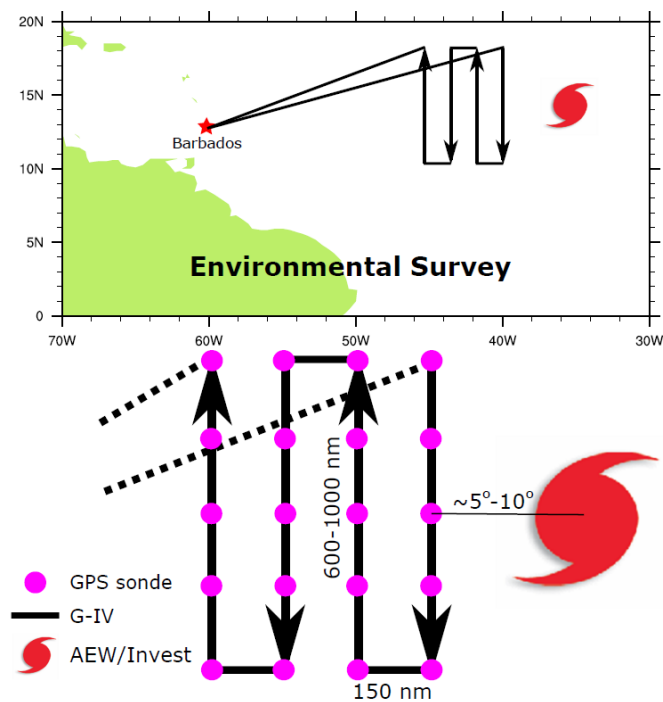 20N
15N
10N
5N
0
Barbados
Environmental Survey
70W
60W
50W
40W
30W
600-1000 nm
~5°-10°
GPS sonde
G-IV
AEW/Invest
150 nm